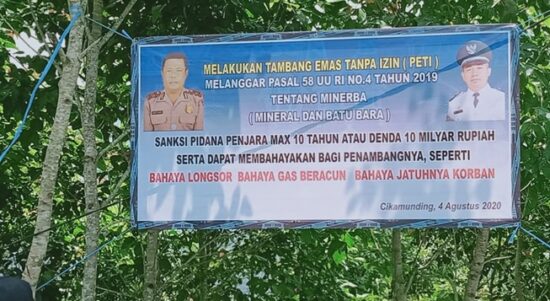 MELAKUKAN TAMBANG EMAS TANPA IZIN ( PETI )
MELANGGAR PASAL 58 UU RI NO.4 TAHUN 2019
TENTANG MINERBA
( MINERAL DAN BATU BARA )
SANKSI PIDANA PENJARA MAX 10 TAHUN ATAU DENDA 10 MILYAR RUPIAH
SERTA DAPAT MEMBAHAYAKAN BAGI PENAMBANGNYA, SEPERTI
BAHAYA LONGSOR BAHAYA GAS BERACUN BAHAYA JATUHNYA KORBAN
Cikamunding, 4 Agustus 2020